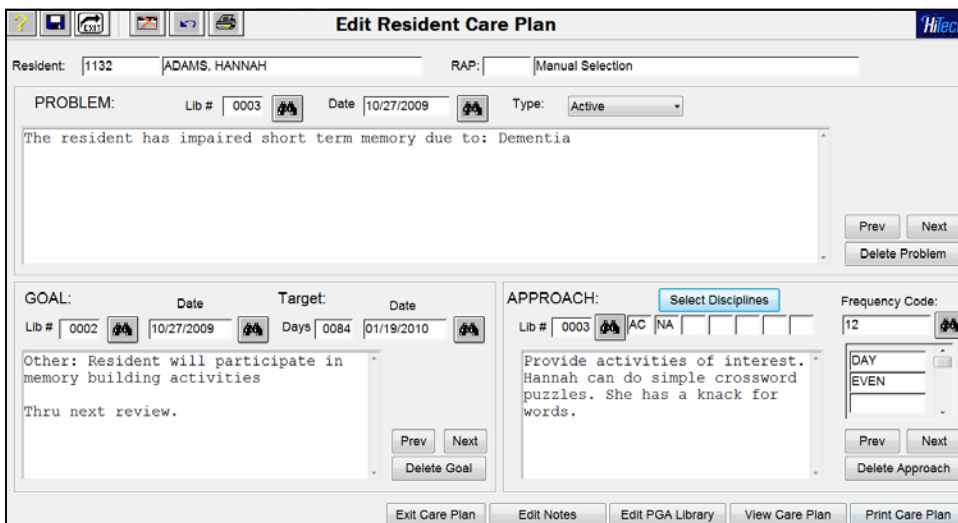 ? EXIT Edit Resident Care Plan HiTec
Resident: 1132 ADAMS, HANNAH RAP: Manual Selection
PROBLEM: Lib # 0003 Date 10/27/2009 Type: Active
The resident has impaired short term memory due to: Dementia
Prev Next
Delete Problem
GOAL: Date Target: Date
Lib # 0002 10/27/2009 Days 0084 01/19/2010
Other: Resident will participate in
memory building activities
Thru next review.
Prev Next
Delete Goal
APPROACH: Select Disciplines Frequency Code:
Lib # 0003 AC NA 12
Provide activities of interest.
Hannah can do simple crossword
puzzles. She has a knack for
words.
DAY
EVEN
Prev Next
Delete Approach
Exit Care Plan Edit Notes Edit PGA Library View Care Plan Print Care Plan